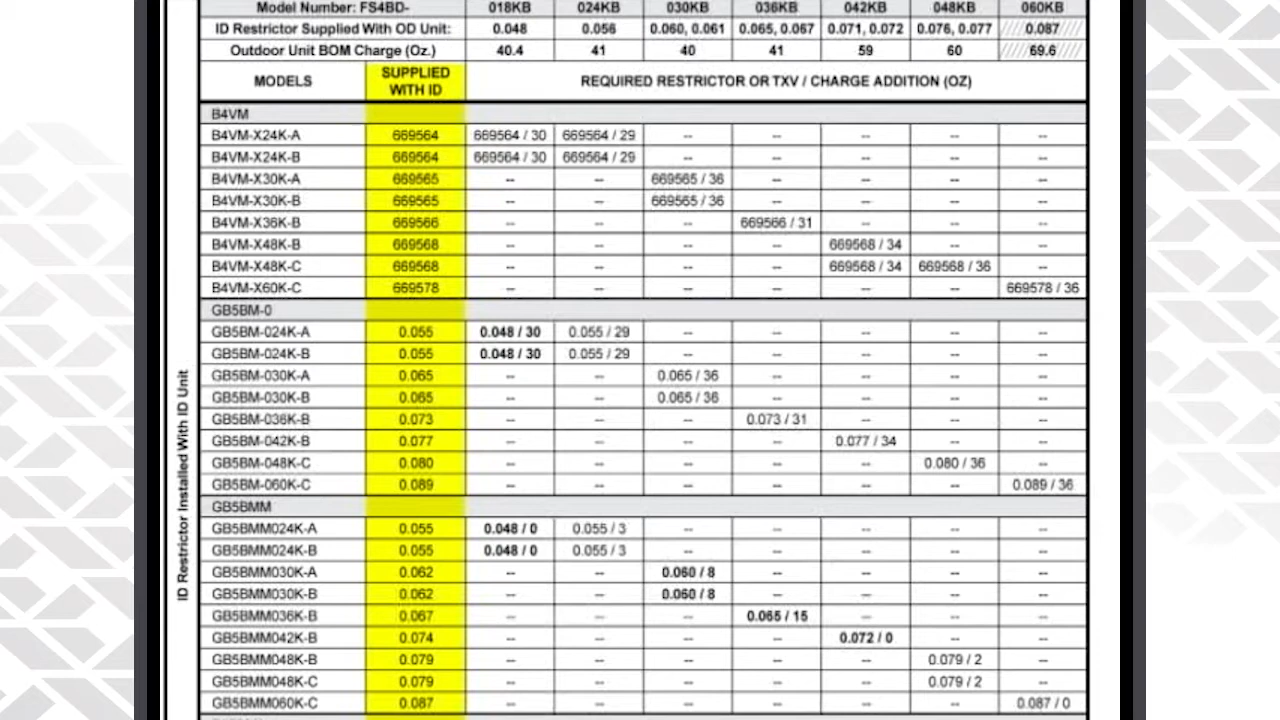 Model Number: FS4BD- 018KB 024KB 030KB 036KB 042KB 048KB 060KB
ID Restrictor Supplied With OD Unit: 0.048 0.056 0.060, 0.061 0.065, 0.067 0.071, 0.072 0.076, 0.077 0.087
Outdoor Unit BOM Charge (Oz.) 40.4 41 40 41 59 60 69.6
MODELS SUPPLIED WITH ID REQUIRED RESTRICTOR OR TXV / CHARGE ADDITION (OZ)
B4VM
B4VM-X24K-A 669564 669564 / 30 669564 / 29 -- -- -- -- --
B4VM-X24K-B 669564 669564 / 30 669564 / 29 -- -- -- -- --
B4VM-X30K-A 669565 -- -- 669565 / 36 -- -- -- --
B4VM-X30K-B 669565 -- -- 669565 / 36 -- -- -- --
B4VM-X36K-B 669566 -- -- -- 669566 / 31 -- -- --
B4VM-X48K-B 669568 -- -- -- -- 669568 / 34 -- --
B4VM-X48K-C 669568 -- -- -- -- 669568 / 34 669568 / 36 --
B4VM-X60K-C 669578 -- -- -- -- -- -- 669578 / 36
GB5BM-0
GB5BM-024K-A 0.055 0.048 / 30 0.055 / 29 -- -- -- -- --
GB5BM-024K-B 0.055 0.048 / 30 0.055 / 29 -- -- -- -- --
GB5BM-030K-A 0.065 -- -- 0.065 / 36 -- -- -- --
GB5BM-030K-B 0.065 -- -- 0.065 / 36 -- -- -- --
GB5BM-036K-B 0.073 -- -- -- 0.073 / 31 -- -- --
GB5BM-042K-B 0.077 -- -- -- -- 0.077 / 34 -- --
GB5BM-048K-C 0.080 -- -- -- -- -- 0.080 / 36 --
GB5BM-060K-C 0.089 -- -- -- -- -- -- 0.089 / 36
GB5BMM
GB5BMM024K-A 0.055 0.048 / 0 0.055 / 3 -- -- -- -- --
GB5BMM024K-B 0.055 0.048 / 0 0.055 / 3 -- -- -- -- --
GB5BMM030K-A 0.062 -- -- 0.060 / 8 -- -- -- --
GB5BMM030K-B 0.062 -- -- 0.060 / 8 -- -- -- --
GB5BMM036K-B 0.067 -- -- -- 0.065 / 15 -- -- --
GB5BMM042K-B 0.074 -- -- -- -- 0.072 / 0 -- --
GB5BMM048K-B 0.079 -- -- -- -- -- 0.079 / 2 --
GB5BMM048K-C 0.079 -- -- -- -- -- 0.079 / 2 --
GB5BMM060K-C 0.087 -- -- -- -- -- -- 0.087 / 0
ID Restrictor Installed With ID Unit